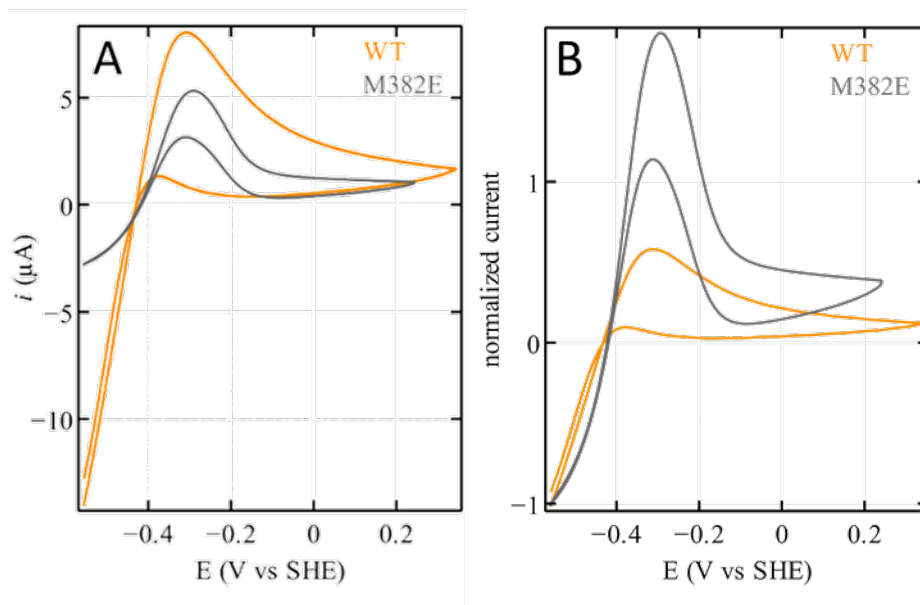 A
WT
M382E
5
0
−5
−10
i (μA)
−0.4 −0.2 0 0.2
E (V vs SHE)
B
WT
M382E
1
0
−1
normalized current
−0.4 −0.2 0 0.2
E (V vs SHE)